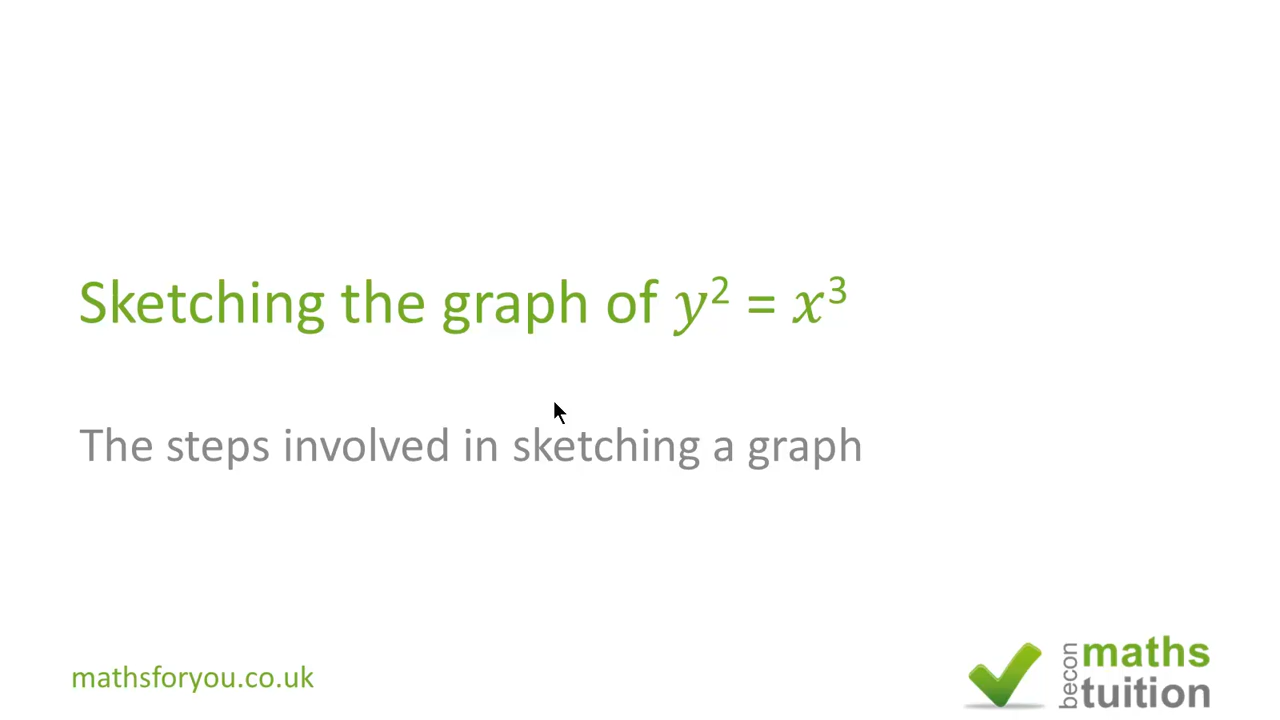 Sketching the graph of y² = x³
The steps involved in sketching a graph
mathsforyou.co.uk
becon
maths
tuition